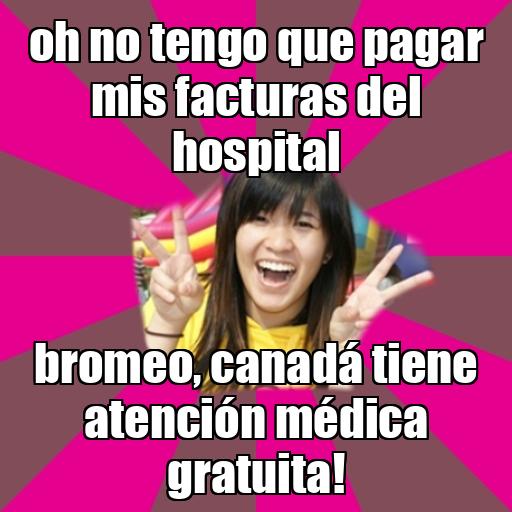 oh no tengo que pagar
mis facturas del
hospital
bromeo, canadá tiene
atención médica
gratuita!